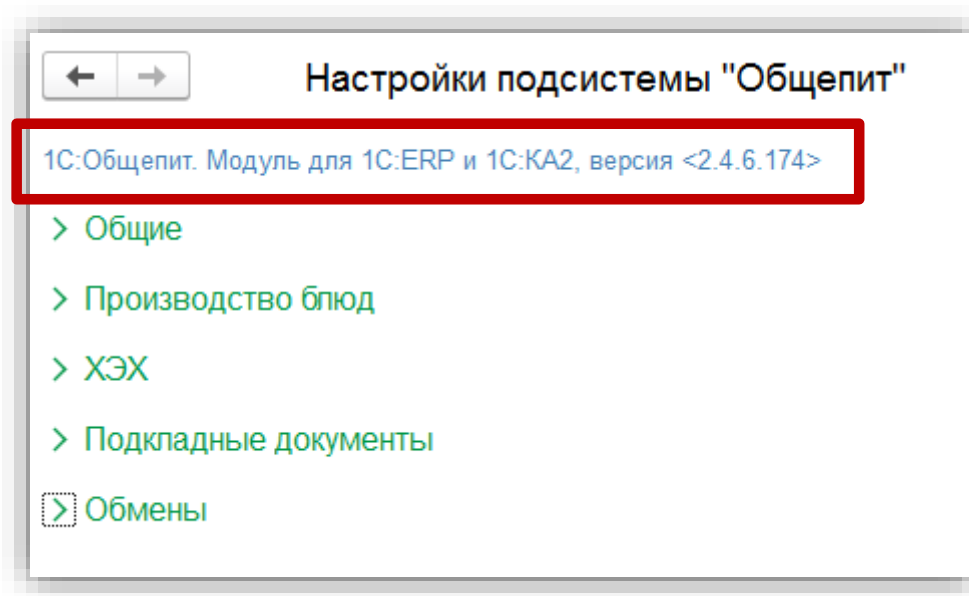 Настройки подсистемы "Общепит"
1С:Общепит. Модуль для 1С:ERP и 1С:КА2, версия <2.4.6.174>
Общие
Производство блюд
ХЭХ
Подкладные документы
Обмены